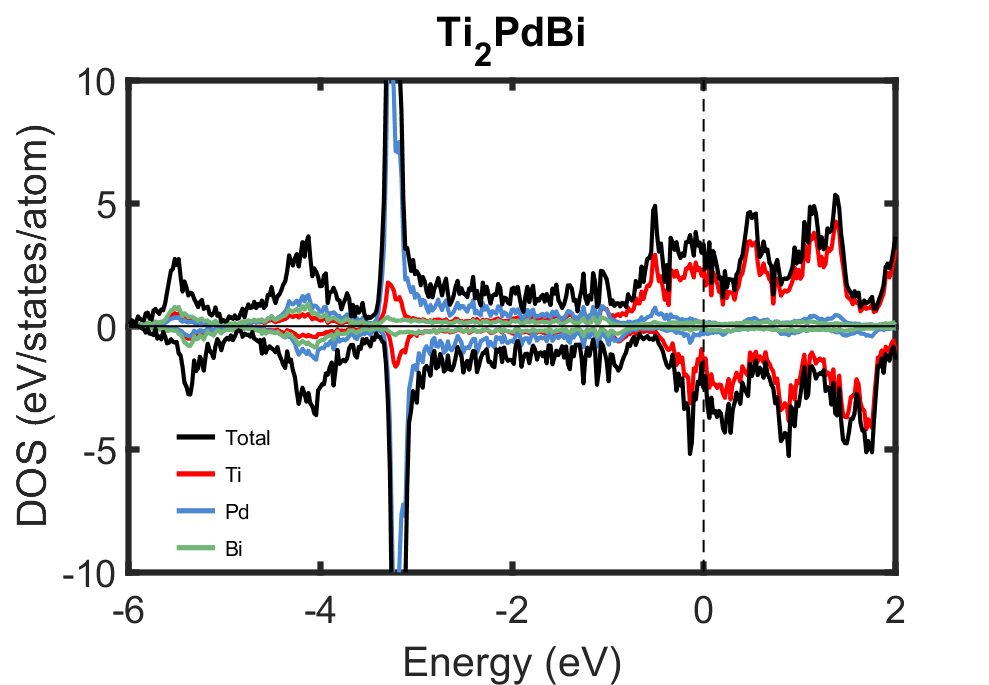 Ti₂PdBi
10
5
0
-5
-10
DOS (eV/states/atom)
Total
Ti
Pd
Bi
-6 -4 -2 0 2
Energy (eV)